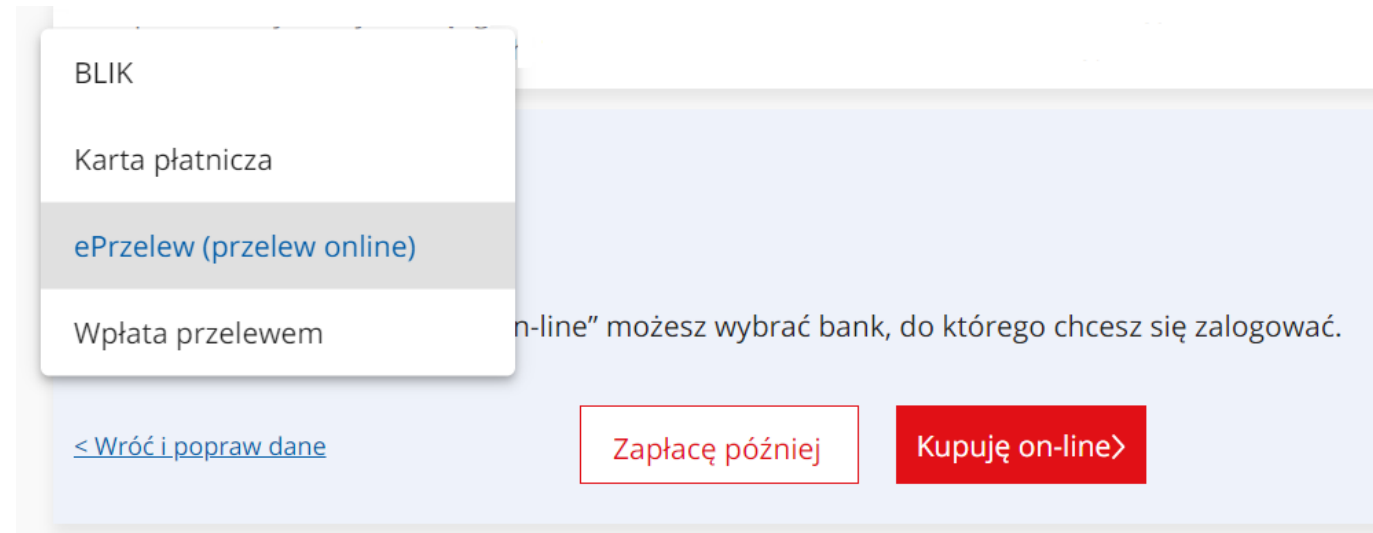 BLIK
Karta płatnicza
ePrzelew (przelew online)
Wpłata przelewem
n-line” możesz wybrać bank, do którego chcesz się zalogować.
< Wróć i popraw dane
Zapłacę później
Kupuję on-line>